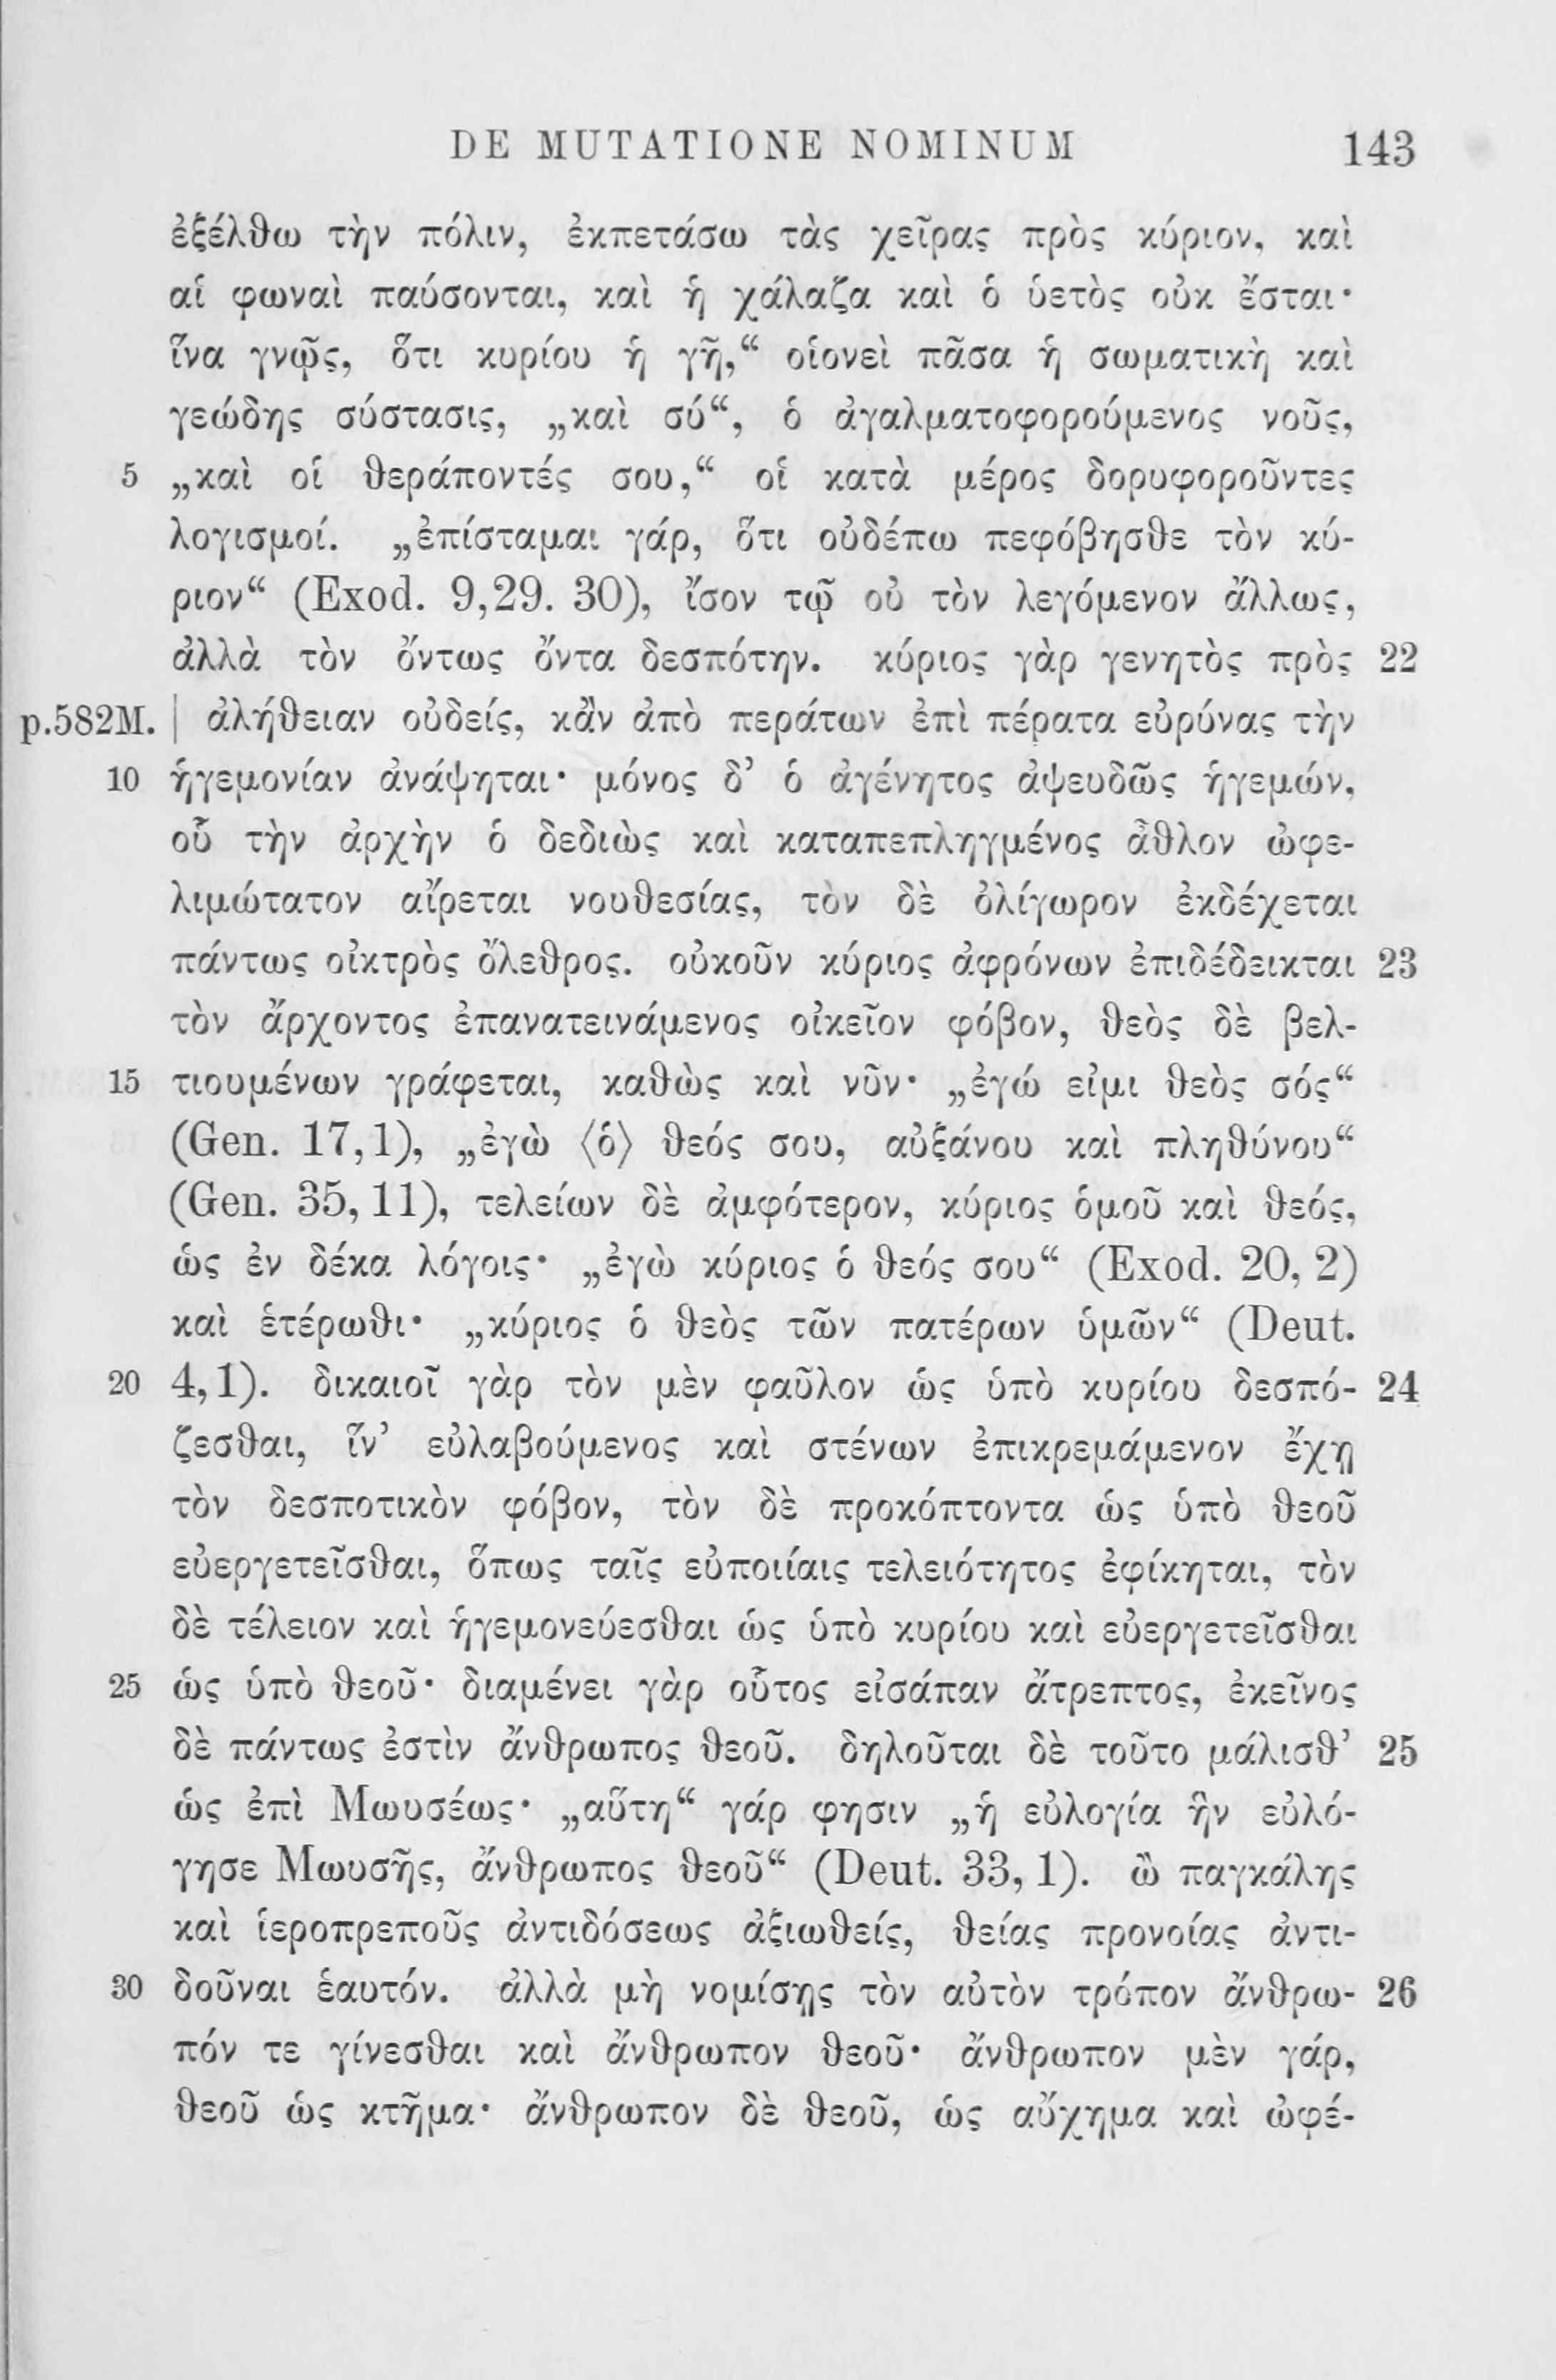 DE MUTATIONE NOMINUM 143
ἐξέλθω τὴν πόλιν, ἐκπετάσω τὰς χεῖρας πρὸς κύριον, καὶ
αἱ φωναὶ παύσονται, καὶ ἡ χάλαζα καὶ ὁ ὑετὸς οὐκ ἔσται·
ἵνα γνῷς, ὅτι κυρίου ἡ γῆ,“ οἱονεὶ πᾶσα ἡ σωματικὴ καὶ
γεώδης σύστασις, „καὶ σύ“, ὁ ἀγαλματοφορούμενος νοῦς,
5 „καὶ οἱ θεράποντές σου,“ οἱ κατὰ μέρος δορυφοροῦντες
λογισμοί. „ἐπίσταμαι γάρ, ὅτι οὐδέπω πεφόβησθε τὸν κύ-
ριον“ (Exod. 9,29. 30), ἴσον τῷ οὐ τὸν λεγόμενον ἄλλως,
ἀλλὰ τὸν ὄντως ὄντα δεσπότην. κύριος γὰρ γενητὸς πρὸς 22
p.582M. | ἀλήθειαν οὐδείς, κἂν ἀπὸ περάτων ἐπὶ πέρατα εὐρύνας τὴν
10 ἡγεμονίαν ἀνάψηται· μόνος δ’ ὁ ἀγένητος ἀψευδῶς ἡγεμών,
οὗ τὴν ἀρχὴν ὁ δεδιὼς καὶ καταπεπληγμένος ἆθλον ὠφε-
λιμώτατον αἴρεται νουθεσίας, τὸν δὲ ὀλίγωρον ἐκδέχεται
πάντως οἰκτρὸς ὄλεθρος. οὐκοῦν κύριος ἀφρόνων ἐπιδέδεικται 23
τὸν ἄρχοντος ἐπανατεινάμενος οἰκεῖον φόβον, θεὸς δὲ βελ-
15 τιουμένων γράφεται, καθὼς καὶ νῦν· „ἐγώ εἰμι θεὸς σός“
(Gen. 17,1), „ἐγὼ ⟨ὁ⟩ θεός σου, αὐξάνου καὶ πληθύνου“
(Gen. 35, 11), τελείων δὲ ἀμφότερον, κύριος ὁμοῦ καὶ θεός,
ὡς ἐν δέκα λόγοις· „ἐγὼ κύριος ὁ θεός σου“ (Exod. 20, 2)
καὶ ἑτέρωθι· „κύριος ὁ θεὸς τῶν πατέρων ὑμῶν“ (Deut.
20 4,1). δικαιοῖ γὰρ τὸν μὲν φαῦλον ὡς ὑπὸ κυρίου δεσπό- 24
ζεσθαι, ἵν’ εὐλαβούμενος καὶ στένων ἐπικρεμάμενον ἔχῃ
τὸν δεσποτικὸν φόβον, τὸν δὲ προκόπτοντα ὡς ὑπὸ θεοῦ
εὐεργετεῖσθαι, ὅπως ταῖς εὐποιίαις τελειότητος ἐφίκηται, τὸν
δὲ τέλειον καὶ ἡγεμονεύεσθαι ὡς ὑπὸ κυρίου καὶ εὐεργετεῖσθαι
25 ὡς ὑπὸ θεοῦ· διαμένει γὰρ οὗτος εἰσάπαν ἄτρεπτος, ἐκεῖνος
δὲ πάντως ἐστὶν ἄνθρωπος θεοῦ. δηλοῦται δὲ τοῦτο μάλισθ’ 25
ὡς ἐπὶ Μωυσέως· „αὕτη“ γάρ φησιν „ἡ εὐλογία ἣν εὐλό-
γησε Μωυσῆς, ἄνθρωπος θεοῦ“ (Deut. 33, 1). ὢ παγκάλης
καὶ ἱεροπρεποῦς ἀντιδόσεως ἀξιωθείς, θείας προνοίας ἀντι-
30 δοῦναι ἑαυτόν. ἀλλὰ μὴ νομίσῃς τὸν αὐτὸν τρόπον ἄνθρω- 26
πόν τε γίνεσθαι καὶ ἄνθρωπον θεοῦ· ἄνθρωπον μὲν γάρ,
θεοῦ ὡς κτῆμα· ἄνθρωπον δὲ θεοῦ, ὡς αὔχημα καὶ ὠφέ-